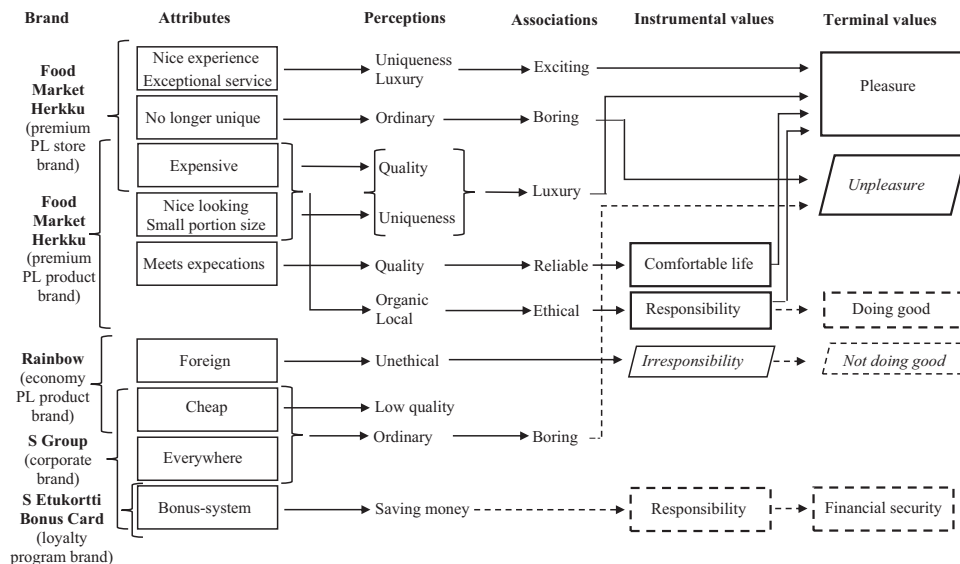 Brand Attributes Perceptions Associations Instrumental values Terminal values
Food
Market
Herkku
(premium
PL store
brand)
Food
Market
Herkku
(premium
PL product
brand)
Rainbow
(economy
PL product
brand)
S Group
(corporate
brand)
S Etukortti
Bonus Card
(loyalty
program brand)
Nice experience
Exceptional service
No longer unique
Expensive
Nice looking
Small portion size
Meets expecations
Foreign
Cheap
Everywhere
Bonus-system
Uniqueness
Luxury
Ordinary
Quality
Uniqueness
Quality
Organic
Local
Unethical
Low quality
Ordinary
Saving money
Exciting
Boring
Luxury
Reliable
Ethical
Boring
Comfortable life
Responsibility
Irresponsibility
Responsibility
Pleasure
Unpleasure
Doing good
Not doing good
Financial security